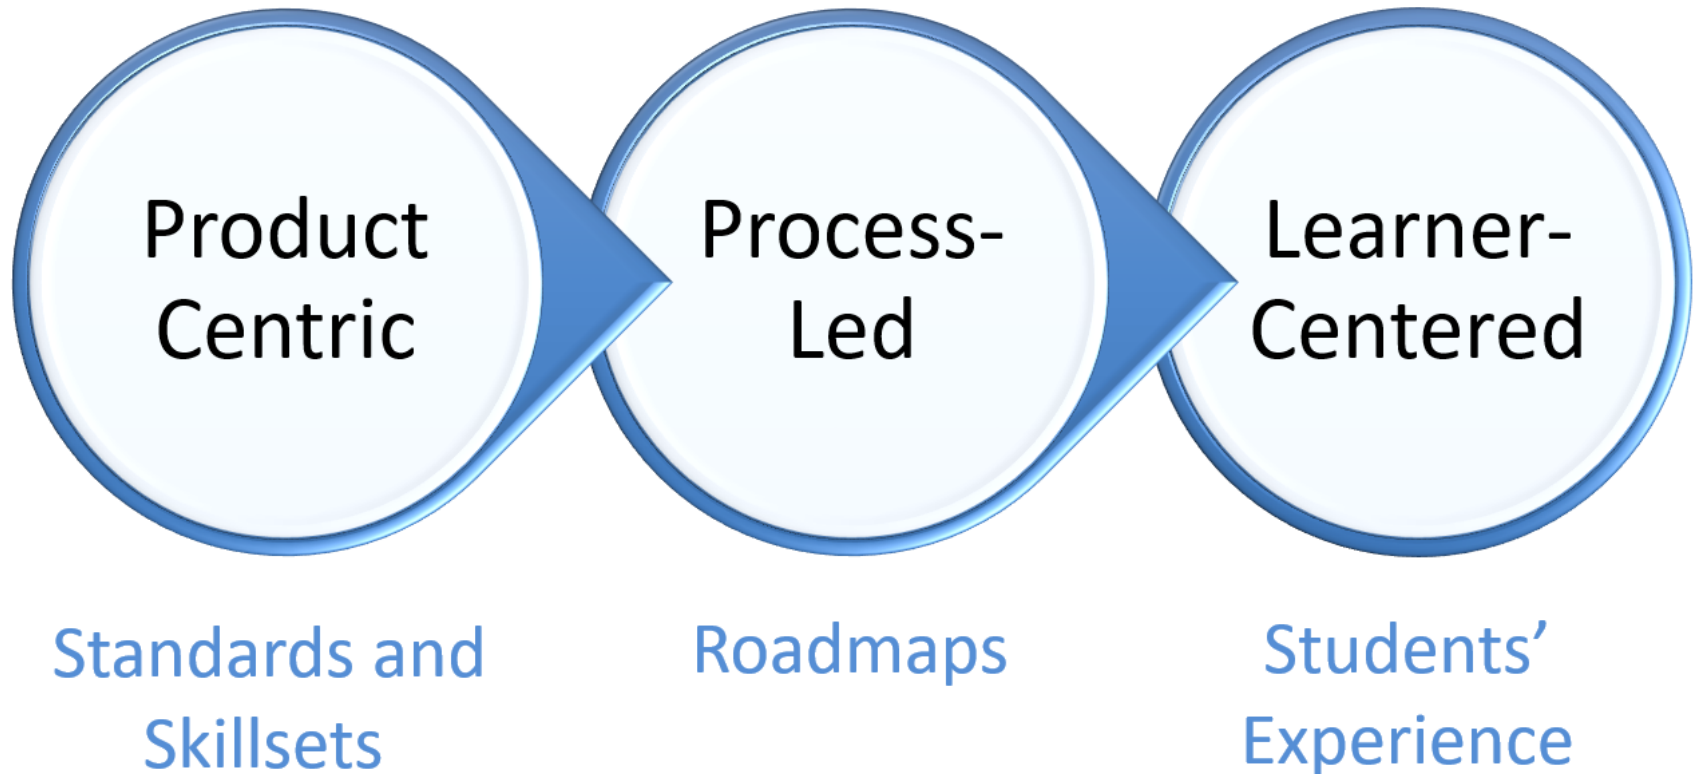 Product
Centric
Process-
Led
Learner-
Centered
Standards and
Skillsets
Roadmaps
Students’
Experience